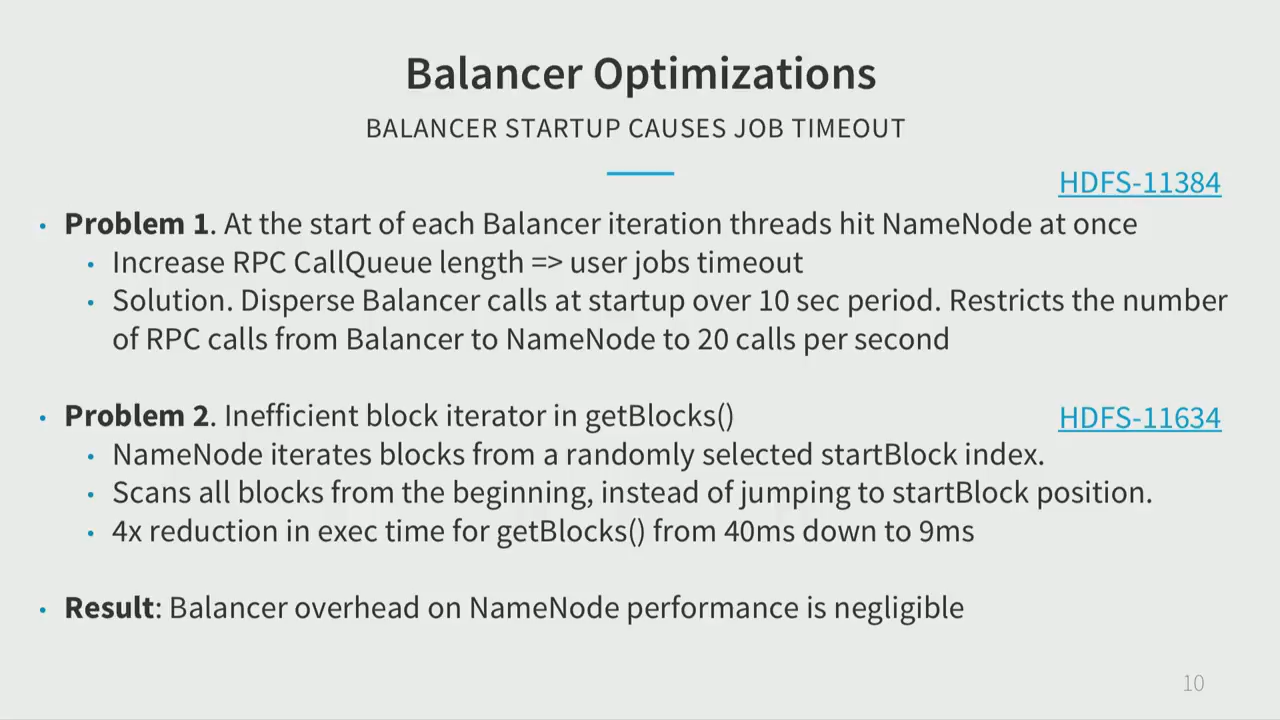 Balancer Optimizations
BALANCER STARTUP CAUSES JOB TIMEOUT
HDFS-11384
• Problem 1. At the start of each Balancer iteration threads hit NameNode at once
• Increase RPC CallQueue length => user jobs timeout
• Solution. Disperse Balancer calls at startup over 10 sec period. Restricts the number
of RPC calls from Balancer to NameNode to 20 calls per second
• Problem 2. Inefficient block iterator in getBlocks()
HDFS-11634
• NameNode iterates blocks from a randomly selected startBlock index.
• Scans all blocks from the beginning, instead of jumping to startBlock position.
• 4x reduction in exec time for getBlocks() from 40ms down to 9ms
• Result: Balancer overhead on NameNode performance is negligible
10